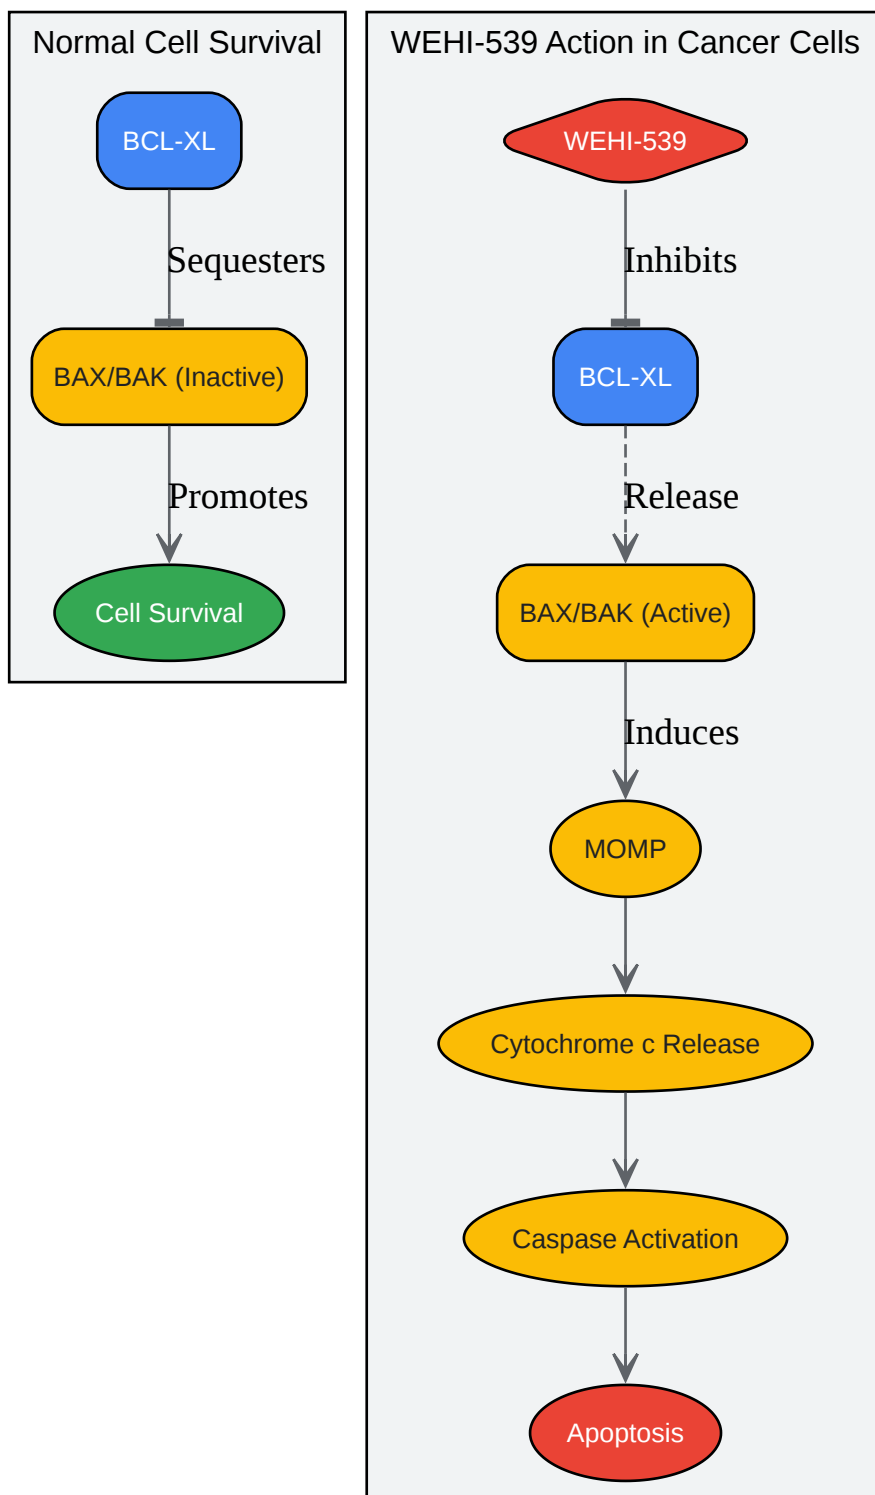 Normal Cell Survival
BCL-XL
Sequesters
BAX/BAK (Inactive)
Promotes
Cell Survival
WEHI-539 Action in Cancer Cells
WEHI-539
Inhibits
BCL-XL
Release
BAX/BAK (Active)
Induces
MOMP
Cytochrome c Release
Caspase Activation
Apoptosis